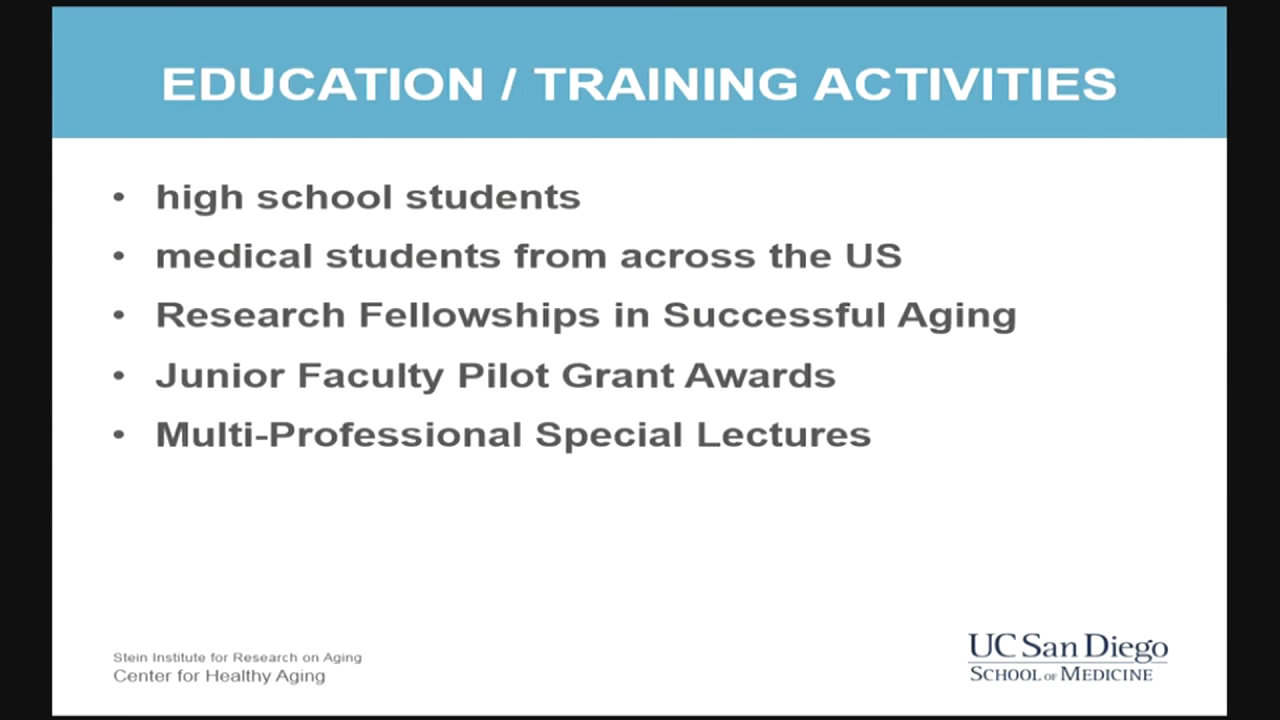 EDUCATION / TRAINING ACTIVITIES
• high school students
• medical students from across the US
• Research Fellowships in Successful Aging
• Junior Faculty Pilot Grant Awards
• Multi-Professional Special Lectures
Stein Institute for Research on Aging
Center for Healthy Aging
UC San Diego
SCHOOL OF MEDICINE